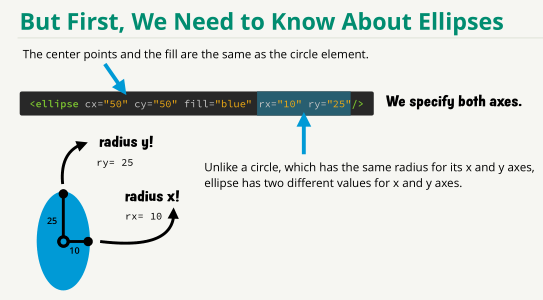 But First, We Need to Know About Ellipses
The center points and the fill are the same as the circle element.
<ellipse cx="50" cy="50" fill="blue" rx="10" ry="25"/>
We specify both axes.
radius y!
ry= 25
Unlike a circle, which has the same radius for its x and y axes,
ellipse has two different values for x and y axes.
radius x!
rx= 10
25
10